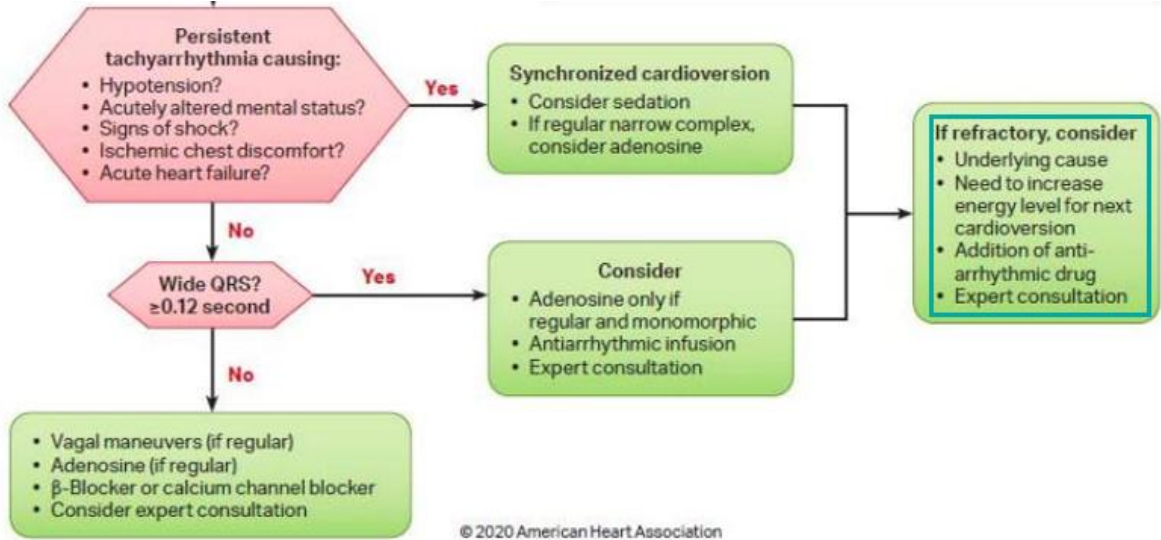 Persistent
tachyarrhythmia causing:
• Hypotension?
• Acutely altered mental status?
• Signs of shock?
• Ischemic chest discomfort?
• Acute heart failure?
Yes
Synchronized cardioversion
• Consider sedation
• If regular narrow complex,
consider adenosine
If refractory, consider
• Underlying cause
• Need to increase
energy level for next
cardioversion
• Addition of anti-
arrhythmic drug
• Expert consultation
No
Wide QRS?
≥0.12 second
Yes
Consider
• Adenosine only if
regular and monomorphic
• Antiarrhythmic infusion
• Expert consultation
No
• Vagal maneuvers (if regular)
• Adenosine (if regular)
• β-Blocker or calcium channel blocker
• Consider expert consultation
© 2020 American Heart Association